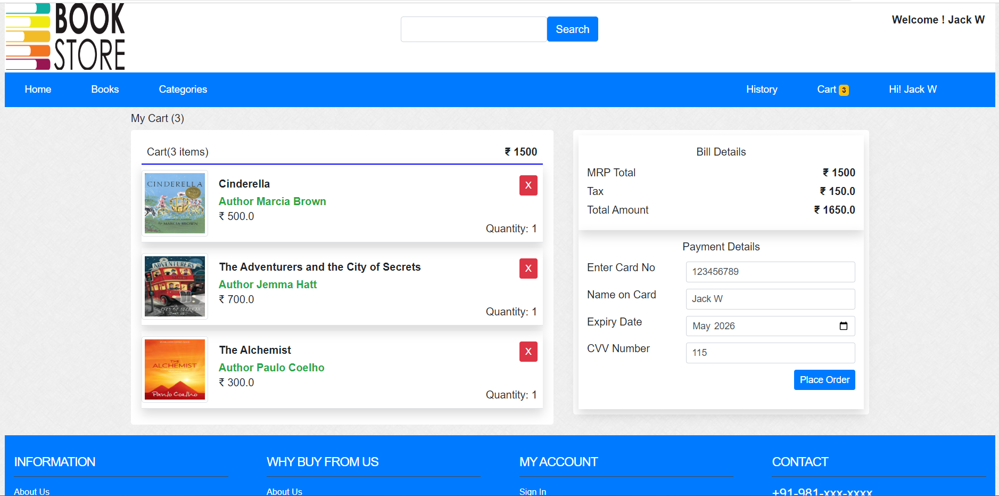 BOOK
STORE
Search
Welcome ! Jack W
Home Books Categories History Cart 3 Hi! Jack W
My Cart (3)
Cart(3 items) ₹ 1500
CINDERELLA
by MARCIA BROWN
Cinderella
X
Author Marcia Brown
₹ 500.0
Quantity: 1
ADVENTURERS
CITY OF SECRETS
The Adventurers and the City of Secrets
X
Author Jemma Hatt
₹ 700.0
Quantity: 1
THE
ALCHEMIST
Paulo Coelho
The Alchemist
X
Author Paulo Coelho
₹ 300.0
Quantity: 1
Bill Details
MRP Total ₹ 1500
Tax ₹ 150.0
Total Amount ₹ 1650.0
Payment Details
Enter Card No 123456789
Name on Card Jack W
Expiry Date May 2026
CVV Number 115
Place Order
INFORMATION WHY BUY FROM US MY ACCOUNT CONTACT
About Us About Us Sign In +91-981-xxx-xxxx